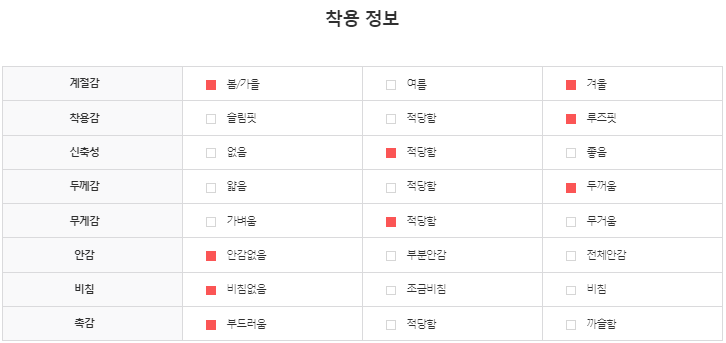 착용 정보
계절감 봄/가을 여름 겨울
착용감 슬림핏 적당함 루즈핏
신축성 없음 적당함 좋음
두께감 얇음 적당함 두꺼움
무게감 가벼움 적당함 무거움
안감 안감없음 부분안감 전체안감
비침 비침없음 조금비침 비침
촉감 부드러움 적당함 까슬함